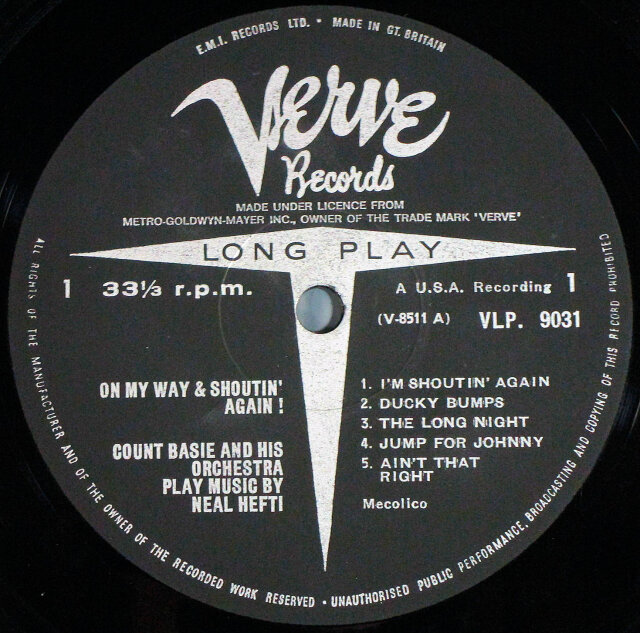 E.M.I. RECORDS LTD. • MADE IN GT. BRITAIN
Verve
Records
MADE UNDER LICENCE FROM
METRO-GOLDWYN-MAYER INC., OWNER OF THE TRADE MARK 'VERVE'
LONG PLAY
1 33⅓ r.p.m.
A U.S.A. Recording 1
(V-8511 A) VLP. 9031
ON MY WAY & SHOUTIN'
AGAIN!
COUNT BASIE AND HIS
ORCHESTRA
PLAY MUSIC BY
NEAL HEFTI
1. I'M SHOUTIN' AGAIN
2. DUCKY BUMPS
3. THE LONG NIGHT
4. JUMP FOR JOHNNY
5. AIN'T THAT
RIGHT
Mecolico
ALL RIGHTS OF THE MANUFACTURER AND OF THE OWNER OF THE RECORDED WORK RESERVED • UNAUTHORISED PUBLIC PERFORMANCE, BROADCASTING AND COPYING OF THIS RECORD PROHIBITED